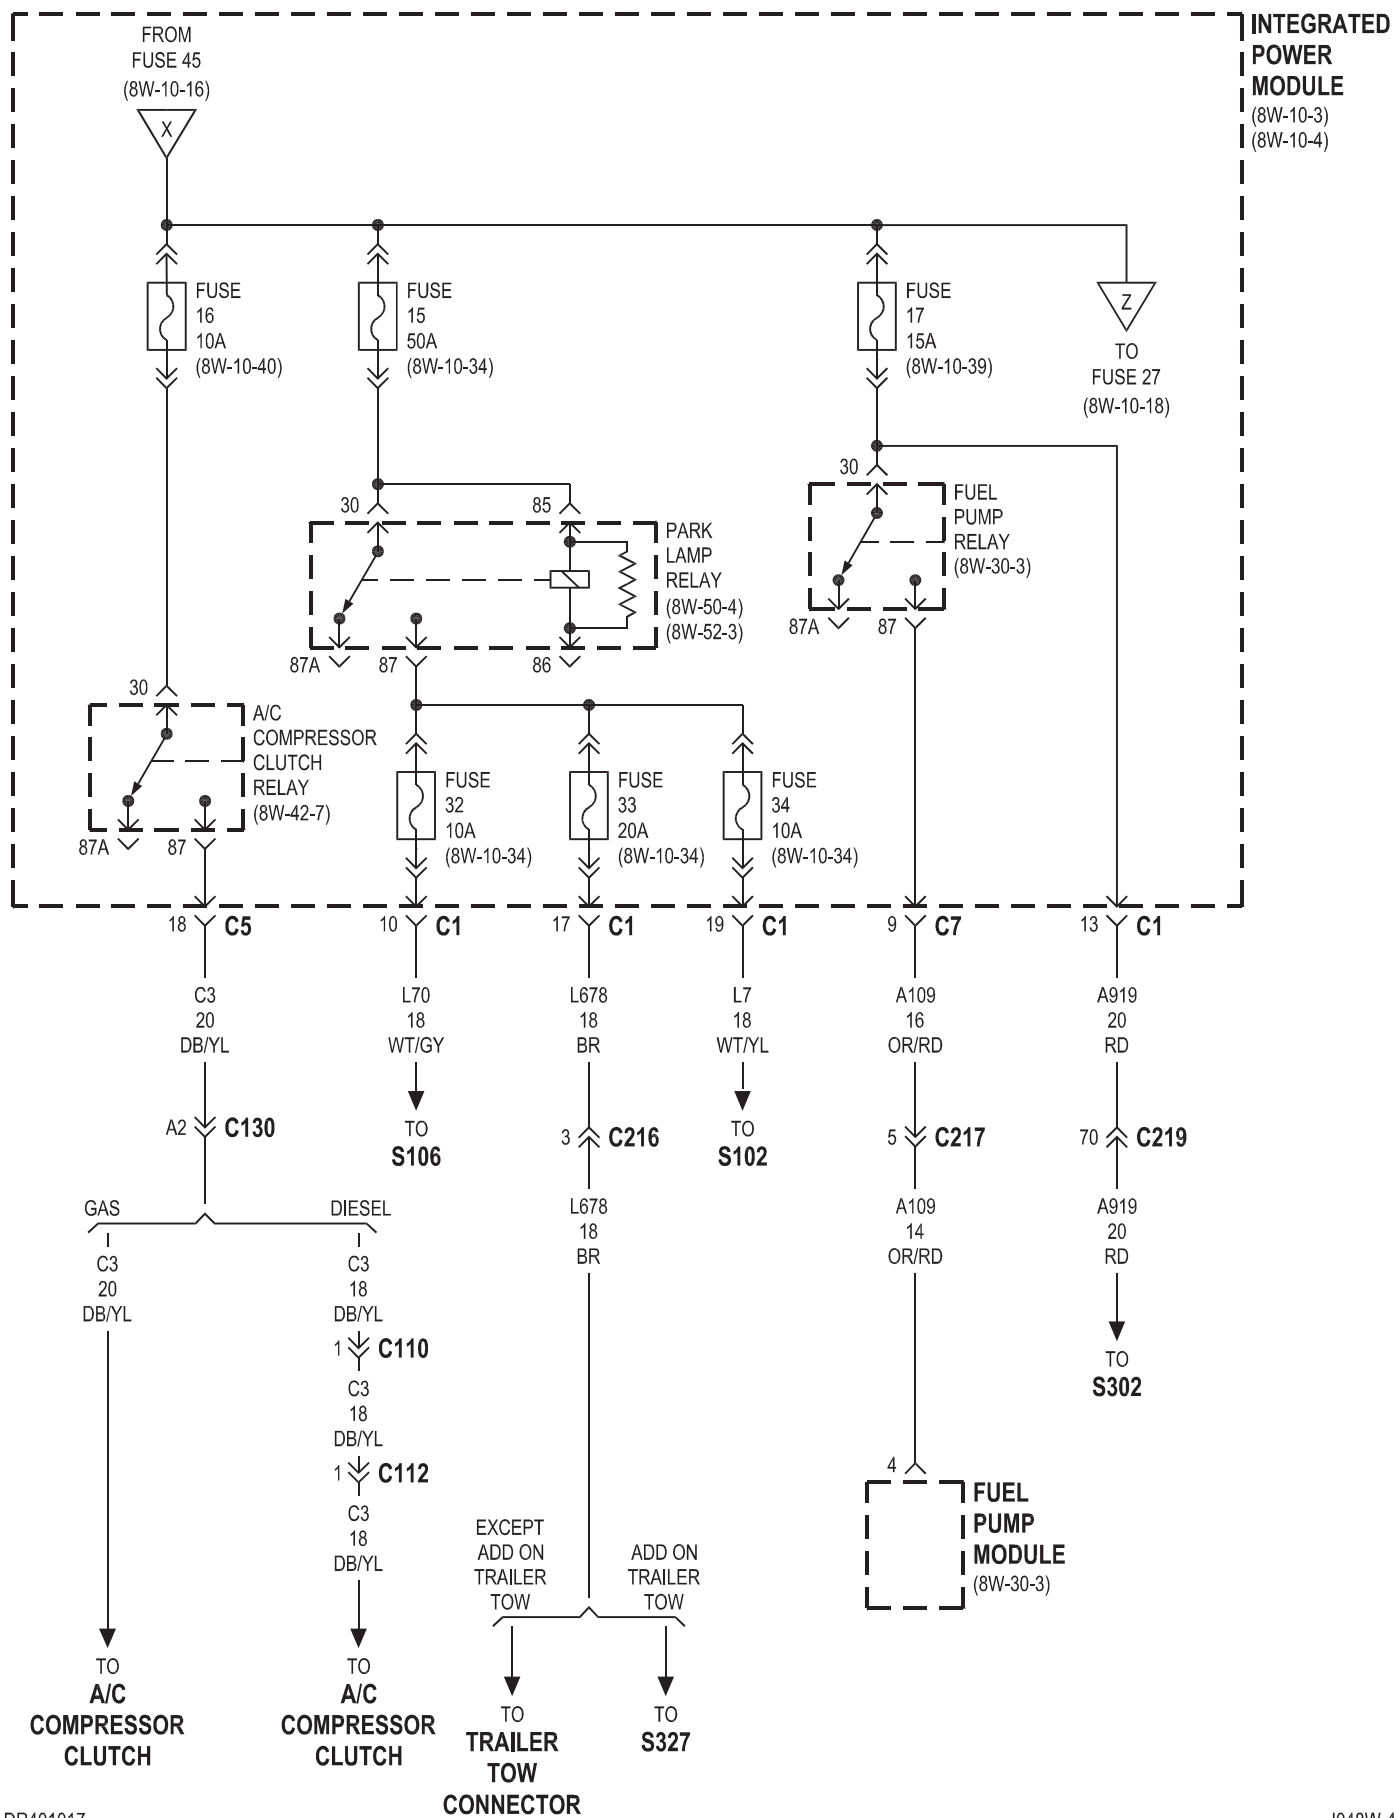 INTEGRATED
POWER
MODULE
(8W-10-3)
(8W-10-4)
FROM
FUSE 45
(8W-10-16)
X
FUSE
16
10A
(8W-10-40)
FUSE
15
50A
(8W-10-34)
FUSE
17
15A
(8W-10-39)
Z
TO
FUSE 27
(8W-10-18)
30
85
PARK
LAMP
RELAY
(8W-50-4)
(8W-52-3)
87A
87
86
30
FUEL
PUMP
RELAY
(8W-30-3)
87A
87
30
A/C
COMPRESSOR
CLUTCH
RELAY
(8W-42-7)
87A
87
FUSE
32
10A
(8W-10-34)
FUSE
33
20A
(8W-10-34)
FUSE
34
10A
(8W-10-34)
18 C5
10 C1
17 C1
19 C1
9 C7
13 C1
C3
20
DB/YL
L70
18
WT/GY
L678
18
BR
L7
18
WT/YL
A109
16
OR/RD
A919
20
RD
A2 C130
TO
S106
3 C216
TO
S102
5 C217
70 C219
GAS
DIESEL
C3
20
DB/YL
C3
18
DB/YL
1 C110
C3
18
DB/YL
1 C112
C3
18
DB/YL
L678
18
BR
A109
14
OR/RD
A919
20
RD
TO
S302
4
FUEL
PUMP
MODULE
(8W-30-3)
EXCEPT
ADD ON
TRAILER
TOW
ADD ON
TRAILER
TOW
TO
A/C
COMPRESSOR
CLUTCH
TO
A/C
COMPRESSOR
CLUTCH
TO
TRAILER
TOW
CONNECTOR
TO
S327